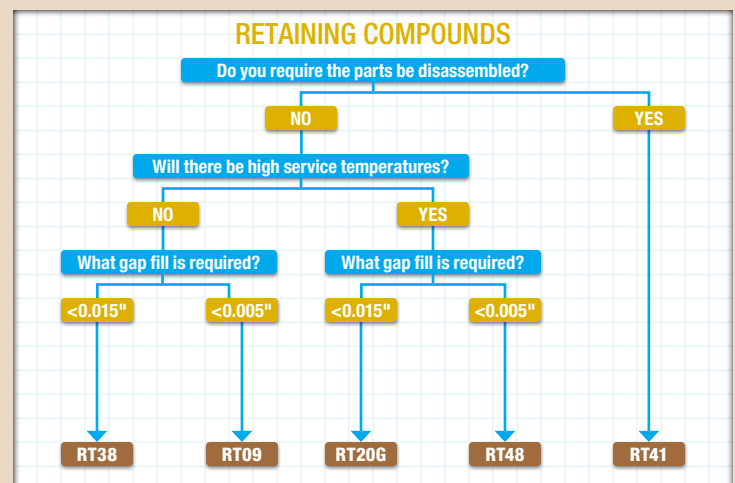 RETAINING COMPOUNDS
Do you require the parts be disassembled?
NO
YES
Will there be high service temperatures?
NO
YES
What gap fill is required?
What gap fill is required?
<0.015"
<0.005"
<0.015"
<0.005"
RT38
RT09
RT20G
RT48
RT41